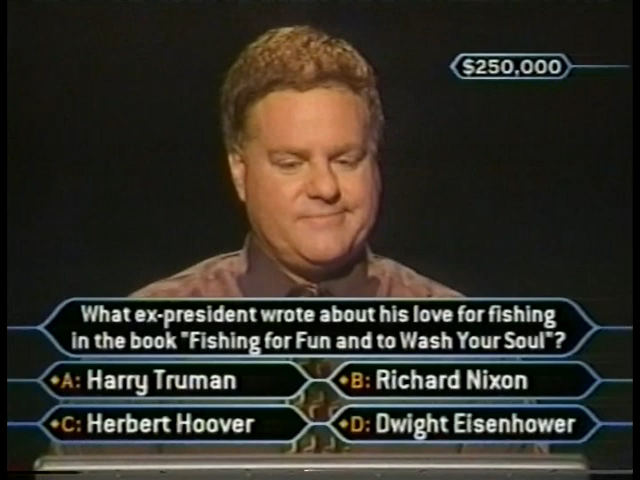 $250,000
What ex-president wrote about his love for fishing
in the book "Fishing for Fun and to Wash Your Soul"?
A: Harry Truman
B: Richard Nixon
C: Herbert Hoover
D: Dwight Eisenhower